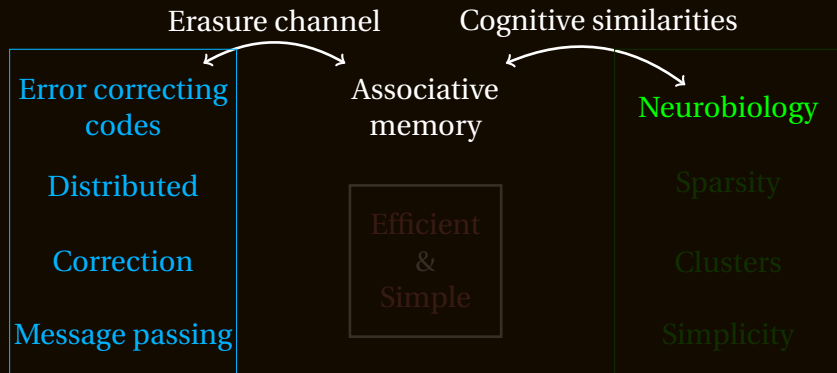 Erasure channel
Cognitive similarities
Error correcting
codes
Distributed
Correction
Message passing
Associative
memory
Efficient
&
Simple
Neurobiology
Sparsity
Clusters
Simplicity